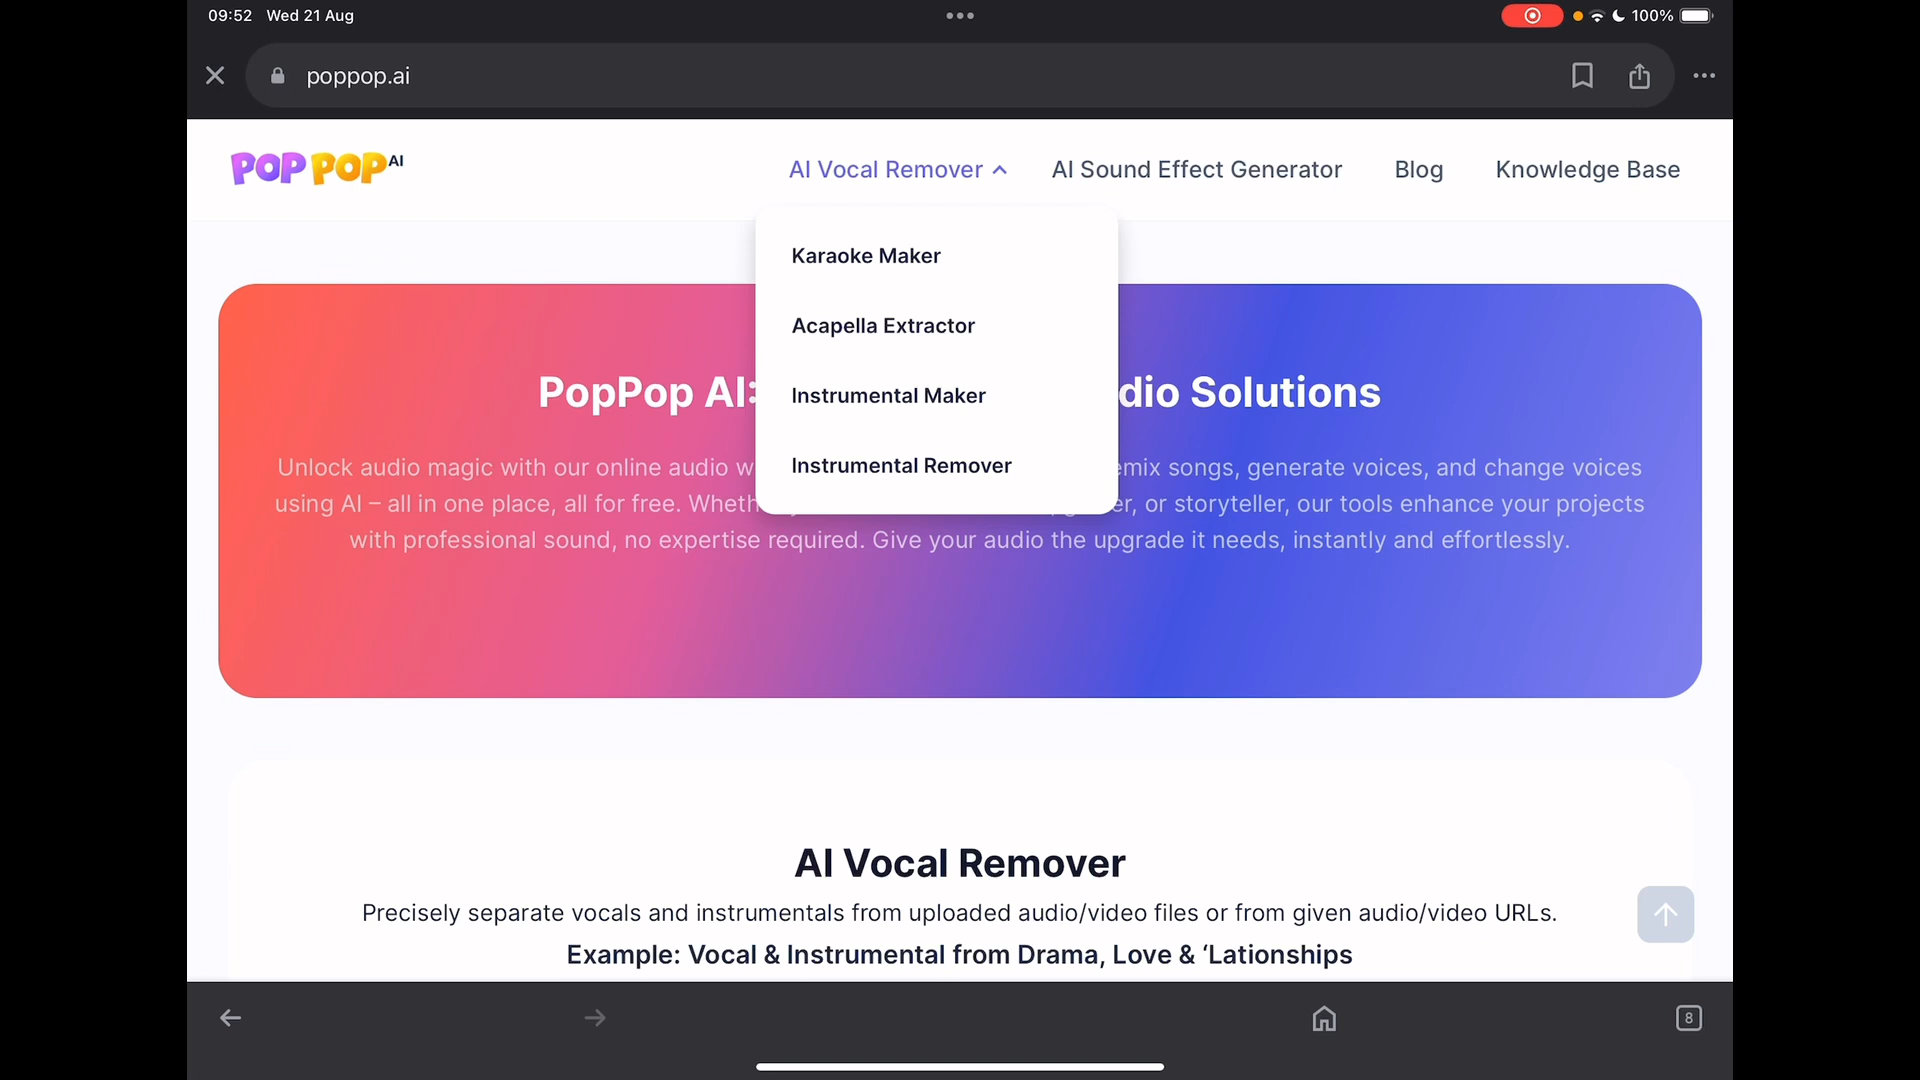 09:52 Wed 21 Aug
100%
poppop.ai
POP POP AI
AI Vocal Remover
AI Sound Effect Generator
Blog
Knowledge Base
Karaoke Maker
Acapella Extractor
Instrumental Maker
Instrumental Remover
PopPop AI: dio Solutions
Unlock audio magic with our online audio w emix songs, generate voices, and change voices
using AI – all in one place, all for free. Wheth er, or storyteller, our tools enhance your projects
with professional sound, no expertise required. Give your audio the upgrade it needs, instantly and effortlessly.
AI Vocal Remover
Precisely separate vocals and instrumentals from uploaded audio/video files or from given audio/video URLs.
Example: Vocal & Instrumental from Drama, Love & ‘Lationships
8